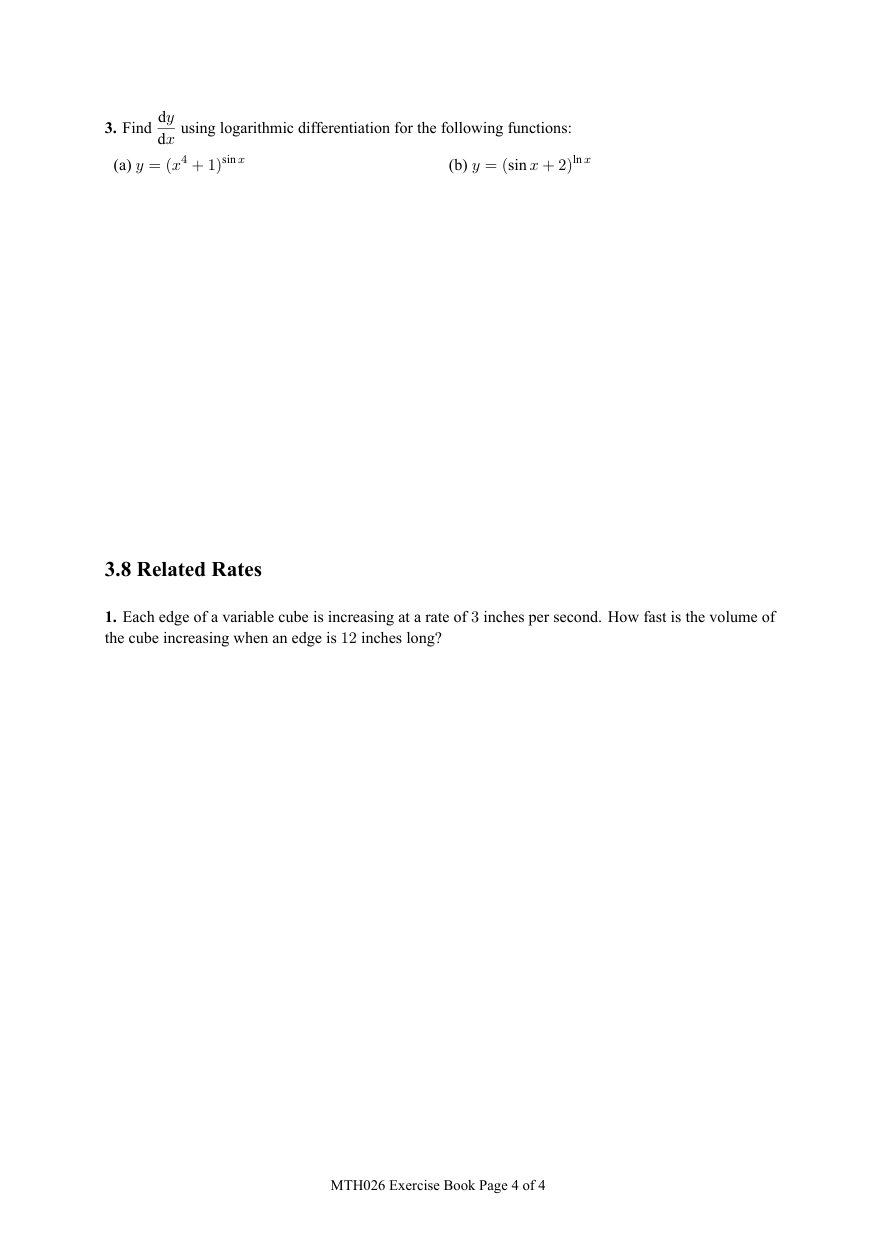 3. Find dy/dx using logarithmic differentiation for the following functions:
(a) y = (x⁴ + 1)^{sin x} (b) y = (sin x + 2)^{ln x}
3.8 Related Rates
1. Each edge of a variable cube is increasing at a rate of 3 inches per second. How fast is the volume of
the cube increasing when an edge is 12 inches long?
MTH026 Exercise Book Page 4 of 4